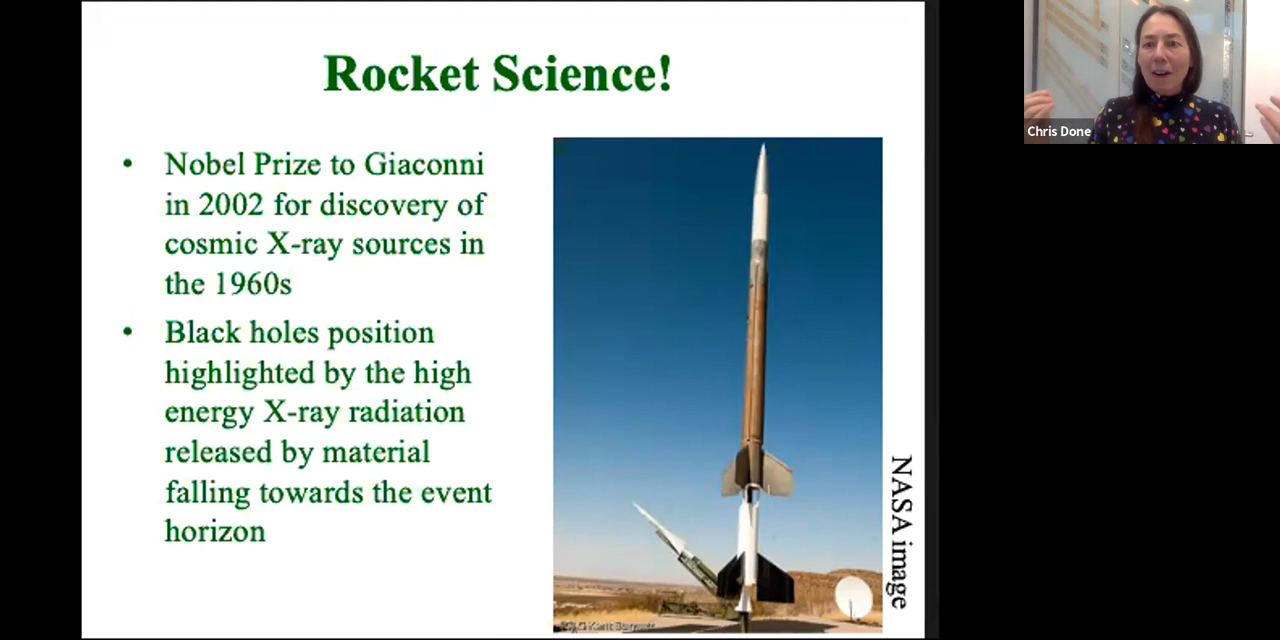 Rocket Science!
• Nobel Prize to Giaconni
in 2002 for discovery of
cosmic X-ray sources in
the 1960s
• Black holes position
highlighted by the high
energy X-ray radiation
released by material
falling towards the event
horizon
NASA image
Chris Done